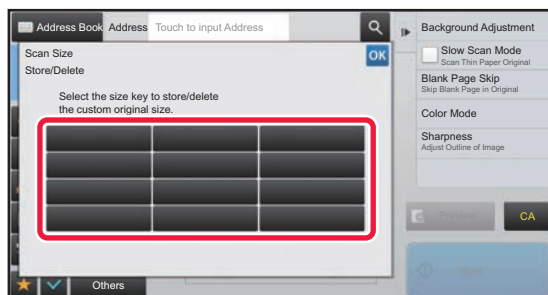 Address Book Address Touch to input Address
Scan Size
OK
Store/Delete
Select the size key to store/delete
the custom original size.
Others
Background Adjustment
Slow Scan Mode
Scan Thin Paper Original
Blank Page Skip
Skip Blank Page in Original
Color Mode
Sharpness
Adjust Outline of Image
Preview
CA
Start